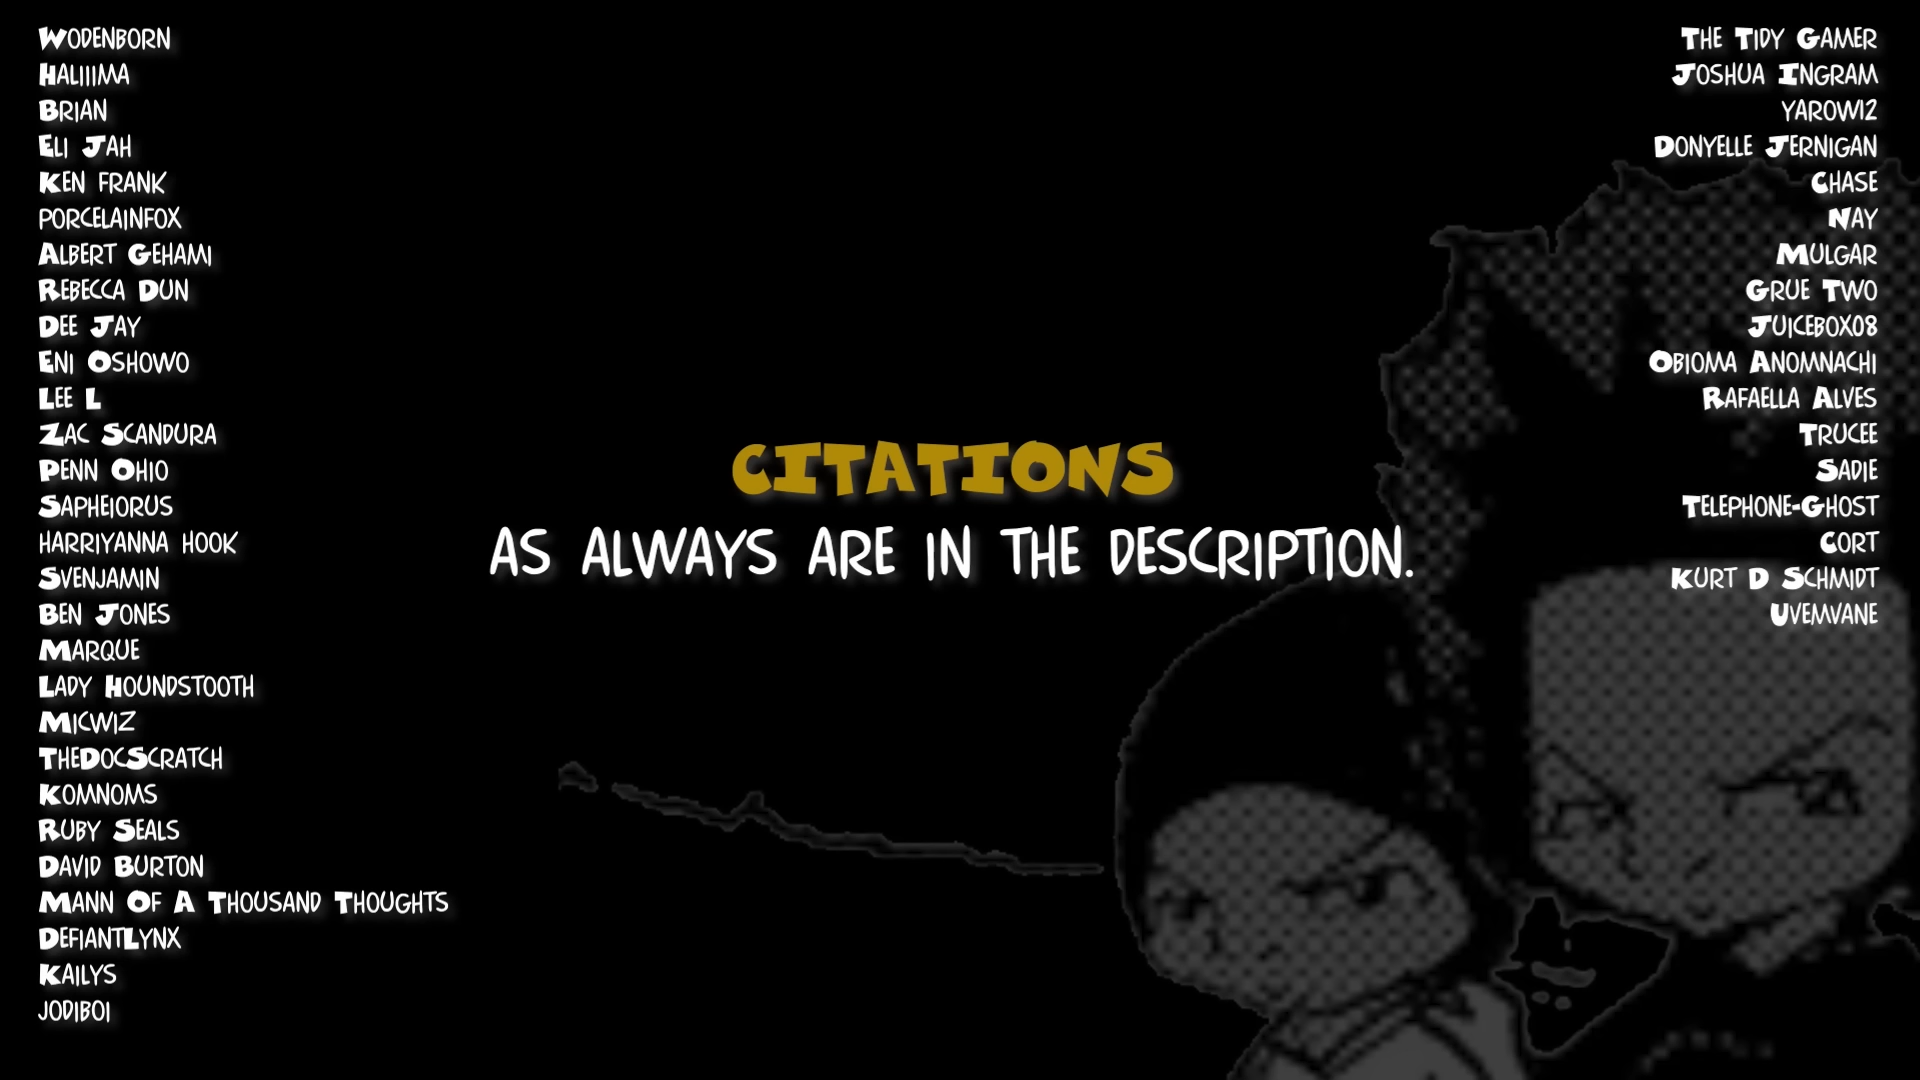 Wodenborn
Haliiima
Brian
Eli Jah
Ken frank
porcelainfox
Albert Gehami
Rebecca Dun
Dee Jay
Eni Oshowo
Lee L
Zac Scandura
Penn Ohio
Sapheiorus
harriyanna hook
Svenjamin
Ben Jones
Marque
Lady Houndstooth
Micwiz
TheDocScratch
Komnoms
Ruby Seals
David Burton
Mann Of A Thousand Thoughts
DefiantLynx
Kailys
jodiboi
CITATIONS
AS ALWAYS ARE IN THE DESCRIPTION.
The Tidy Gamer
Joshua Ingram
yarow12
Donyelle Jernigan
Chase
Nay
Mulgar
Grue Two
Juicebox08
Obioma Anomnachi
Rafaella Alves
Trucee
Sadie
Telephone-Ghost
Cort
Kurt D Schmidt
Uvemvane